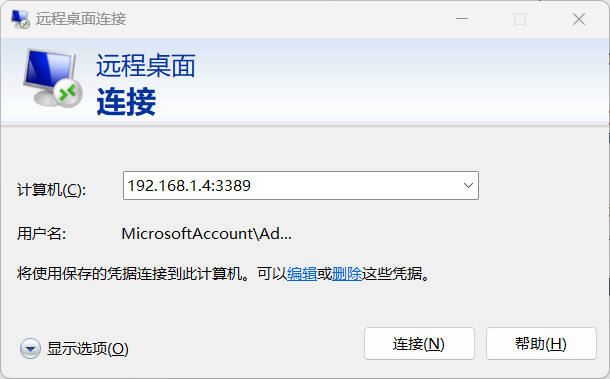 远程桌面连接
远程桌面
连接
计算机(C):
192.168.1.4:3389
用户名:
MicrosoftAccount\Ad...
将使用保存的凭据连接到此计算机。可以编辑或删除这些凭据。
显示选项(O)
连接(N)
帮助(H)